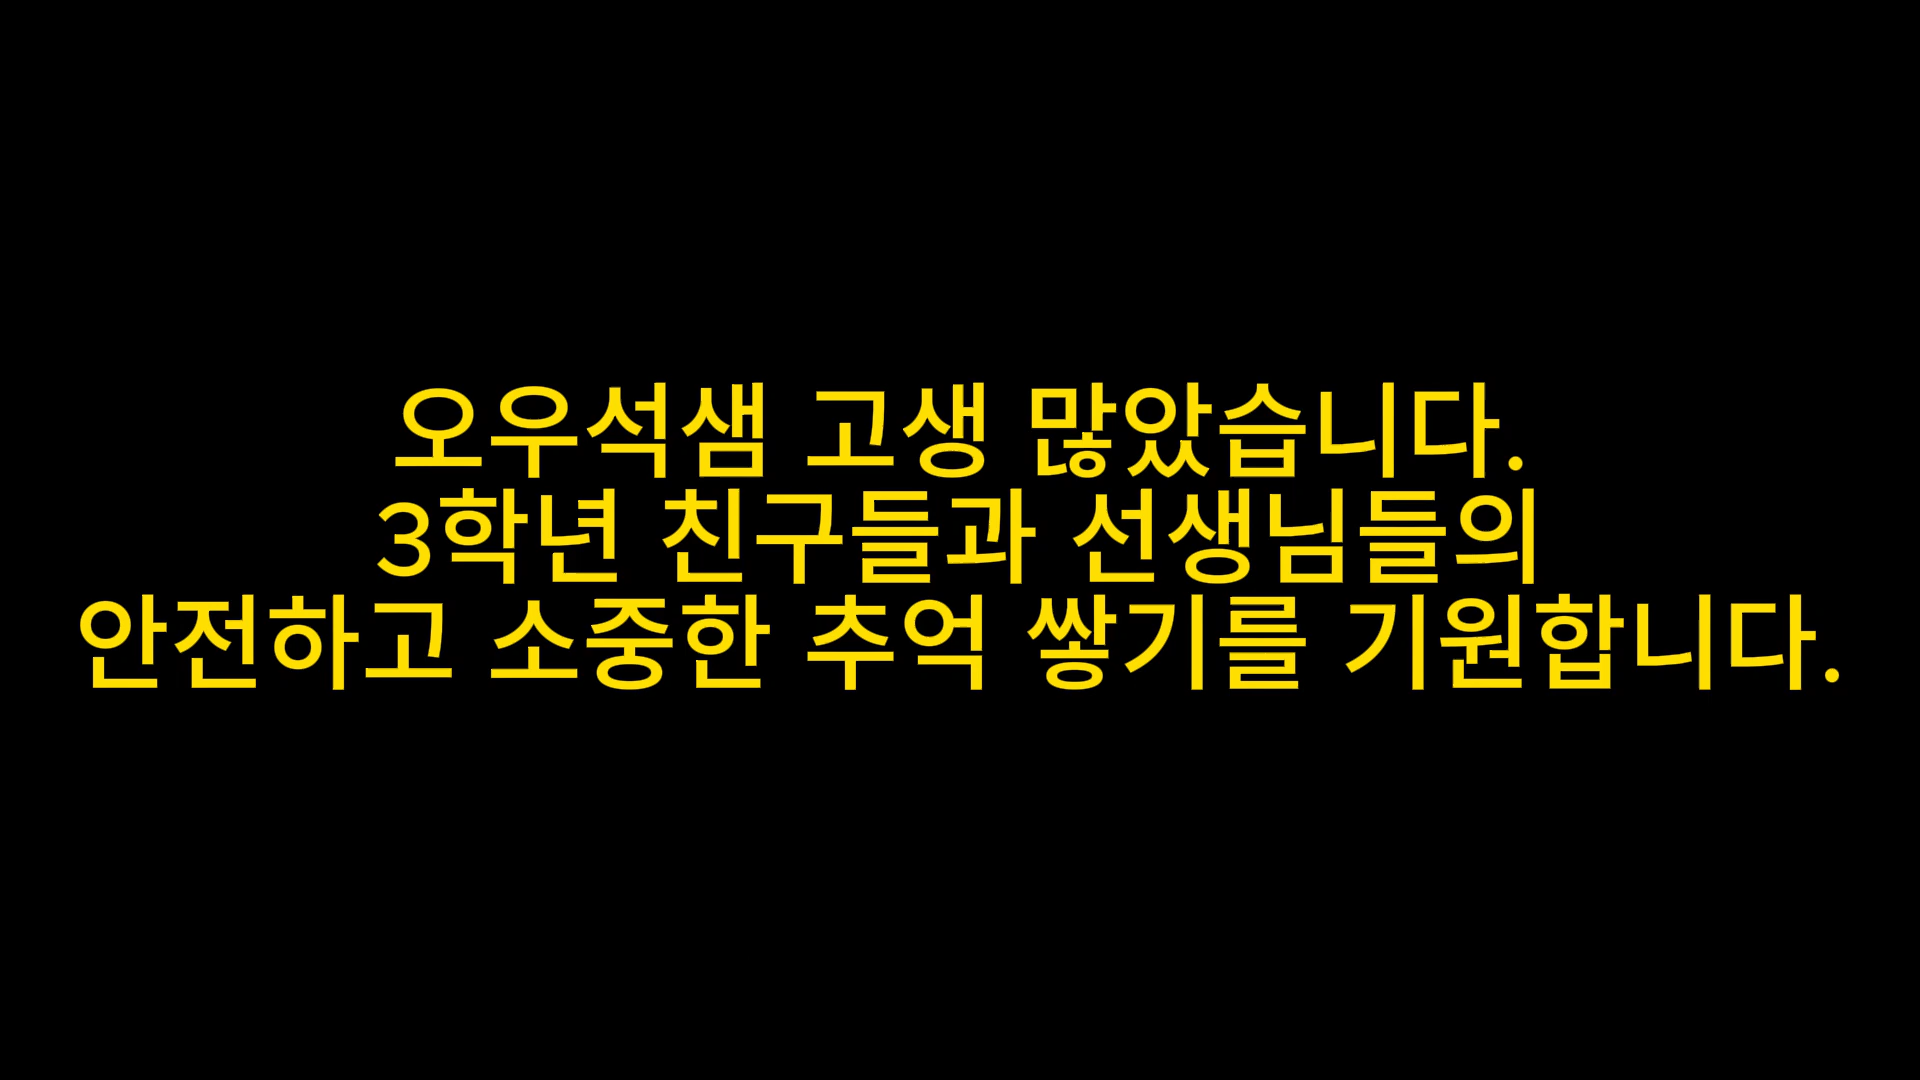 오우석샘 고생 많았습니다.
3학년 친구들과 선생님들의
안전하고 소중한 추억 쌓기를 기원합니다.